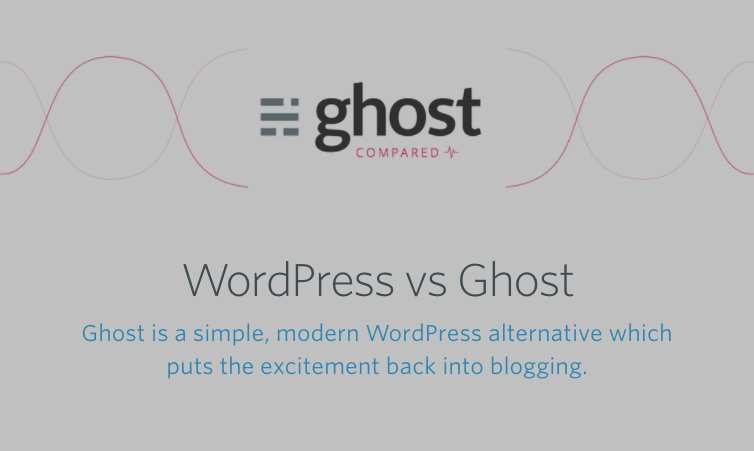 ghost
COMPARED
WordPress vs Ghost
Ghost is a simple, modern WordPress alternative which
puts the excitement back into blogging.